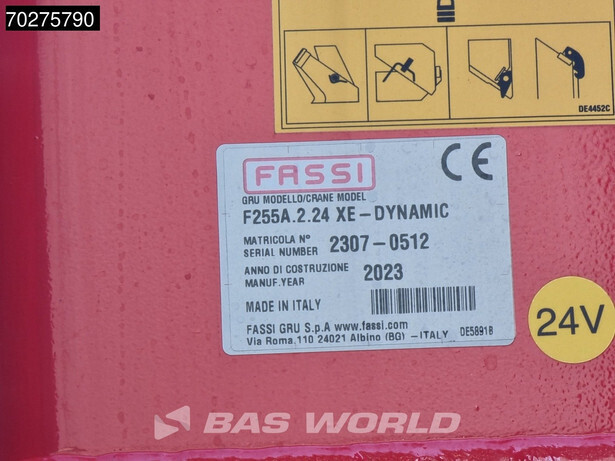 70275790
DE4452C
FASSI
CE
GRU MODELLO/CRANE MODEL
F255A.2.24 XE-DYNAMIC
MATRICOLA N°
SERIAL NUMBER 2307-0512
ANNO DI COSTRUZIONE
MANUF.YEAR 2023
MADE IN ITALY
FASSI GRU S.p.A www.fassi.com DE5891B
Via Roma,110 24021 Albino (BG) -ITALY
24V
BAS WORLD